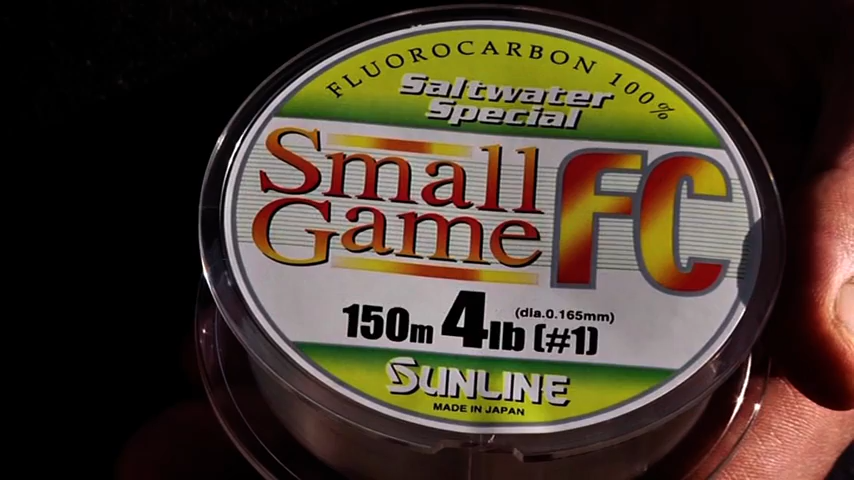 FLUOROCARBON 100%
Saltwater
Special
Small
Game FC
150m 4lb (#1)
(dia.0.165mm)
SUNLINE
MADE IN JAPAN